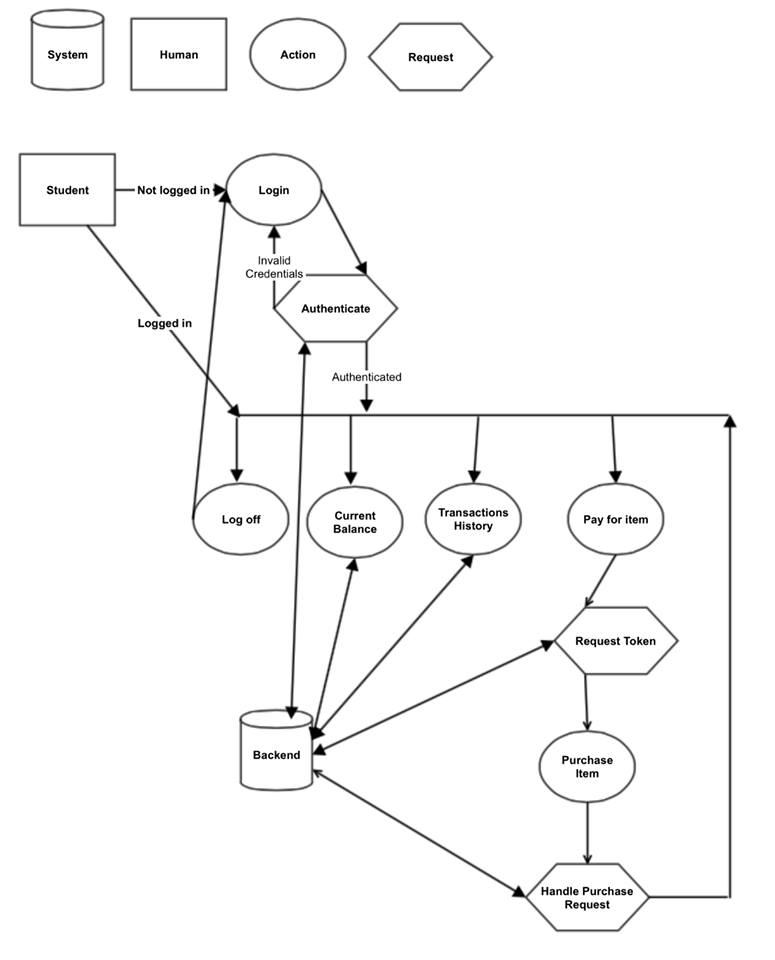 System
Human
Action
Request
Student
Not logged in
Login
Invalid
Credentials
Authenticate
Logged in
Authenticated
Log off
Current
Balance
Transactions
History
Pay for item
Request Token
Backend
Purchase
Item
Handle Purchase
Request